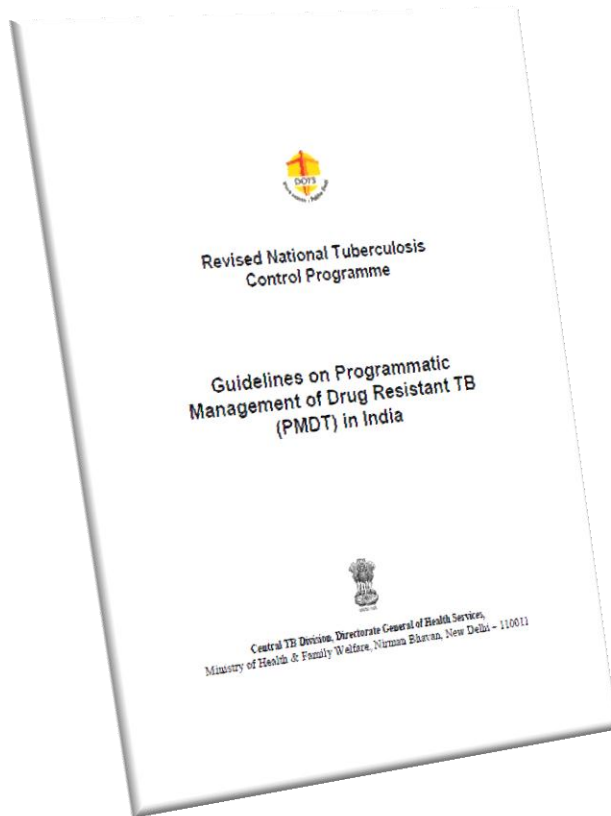 DOTS
Revised National Tuberculosis
Control Programme
Guidelines on Programmatic
Management of Drug Resistant TB
(PMDT) in India
Central TB Division, Directorate General of Health Services,
Ministry of Health & Family Welfare, Nirman Bhavan, New Delhi – 110011